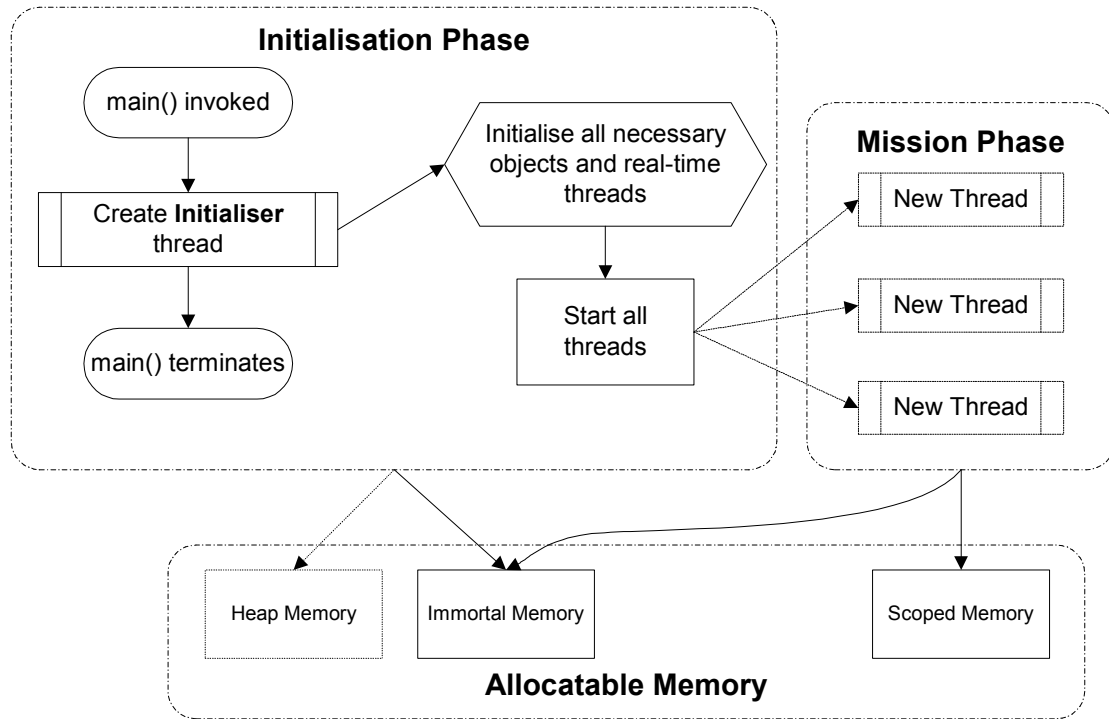 Initialisation Phase
main() invoked
Create Initialiser
thread
main() terminates
Initialise all necessary
objects and real-time
threads
Start all
threads
Mission Phase
New Thread
New Thread
New Thread
Heap Memory
Immortal Memory
Scoped Memory
Allocatable Memory